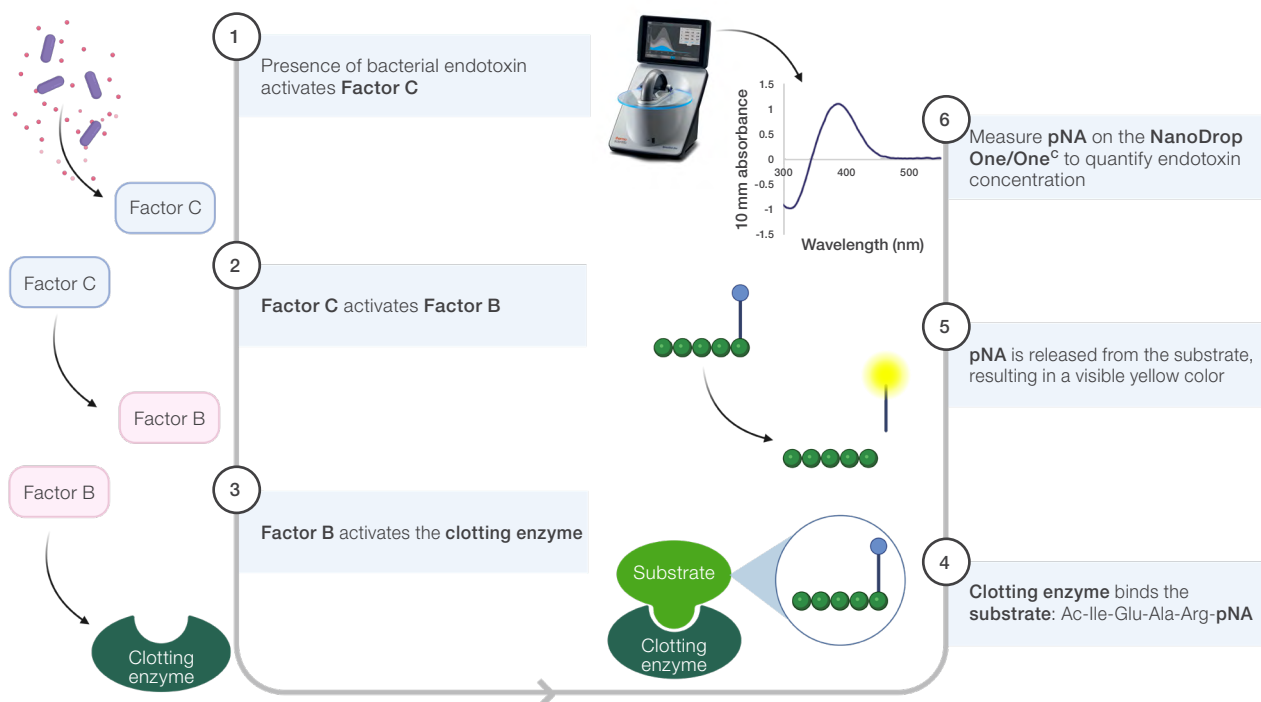 1
Presence of bacterial endotoxin
activates Factor C
Factor C
2
Factor C activates Factor B
Factor C
Factor B
3
Factor B activates the clotting enzyme
Factor B
Clotting
enzyme
4
Clotting enzyme binds the
substrate: Ac-Ile-Glu-Ala-Arg-pNA
Substrate
Clotting
enzyme
5
pNA is released from the substrate,
resulting in a visible yellow color
6
Measure pNA on the NanoDrop
One/Oneᶜ to quantify endotoxin
concentration
10 mm absorbance
1.5
1
0.5
0
-0.5
-1
-1.5
300
400
500
Wavelength (nm)